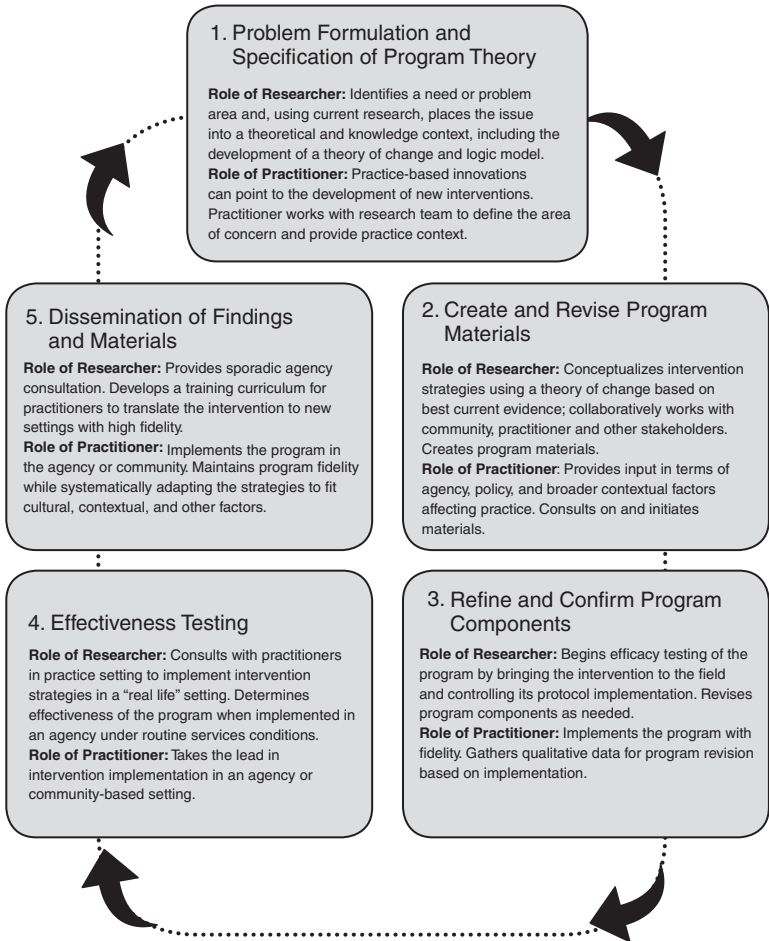 1. Problem Formulation and
Specification of Program Theory
Role of Researcher: Identifies a need or problem
area and, using current research, places the issue
into a theoretical and knowledge context, including the
development of a theory of change and logic model.
Role of Practitioner: Practice-based innovations
can point to the development of new interventions.
Practitioner works with research team to define the area
of concern and provide practice context.
2. Create and Revise Program
Materials
Role of Researcher: Conceptualizes intervention
strategies using a theory of change based on
best current evidence; collaboratively works with
community, practitioner and other stakeholders.
Creates program materials.
Role of Practitioner: Provides input in terms of
agency, policy, and broader contextual factors
affecting practice. Consults on and initiates
materials.
3. Refine and Confirm Program
Components
Role of Researcher: Begins efficacy testing of the
program by bringing the intervention to the field
and controlling its protocol implementation. Revises
program components as needed.
Role of Practitioner: Implements the program with
fidelity. Gathers qualitative data for program revision
based on implementation.
4. Effectiveness Testing
Role of Researcher: Consults with practitioners
in practice setting to implement intervention
strategies in a “real life” setting. Determines
effectiveness of the program when implemented in
an agency under routine services conditions.
Role of Practitioner: Takes the lead in
intervention implementation in an agency or
community-based setting.
5. Dissemination of Findings
and Materials
Role of Researcher: Provides sporadic agency
consultation. Develops a training curriculum for
practitioners to translate the intervention to new
settings with high fidelity.
Role of Practitioner: Implements the program in
the agency or community. Maintains program fidelity
while systematically adapting the strategies to fit
cultural, contextual, and other factors.